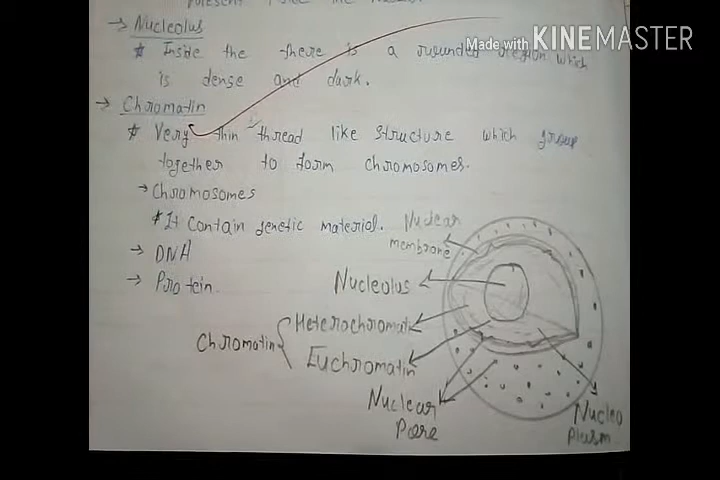 → Nucleolus
* Inside the there is a rounded region which
is dense and dark.
→ Chromatin
* Very thin thread like structure which group
together to form chromosomes.
→ Chromosomes
* It contain genetic material.
→ DNA
→ Protein
Nuclear
membrane
Nucleolus
Heterochromatin
Chromatin
Euchromatin
Nuclear
Pore
Nucleo
plasm
Made with KINEMASTER